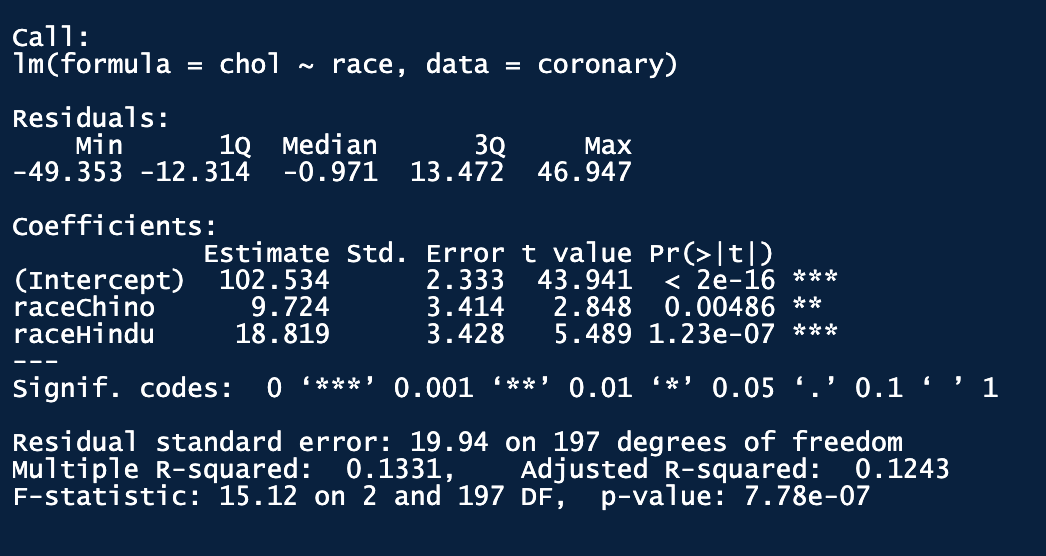 Call:
lm(formula = chol ~ race, data = coronary)
Residuals:
    Min      1Q  Median      3Q     Max
-49.353 -12.314  -0.971  13.472  46.947
Coefficients:
            Estimate Std. Error t value Pr(>|t|)
(Intercept)  102.534      2.333  43.941  < 2e-16 ***
raceChino      9.724      3.414   2.848  0.00486 **
raceHindu     18.819      3.428   5.489 1.23e-07 ***
---
Signif. codes:  0 ‘***’ 0.001 ‘**’ 0.01 ‘*’ 0.05 ‘.’ 0.1 ‘ ’ 1
Residual standard error: 19.94 on 197 degrees of freedom
Multiple R-squared:  0.1331,    Adjusted R-squared:  0.1243
F-statistic: 15.12 on 2 and 197 DF,  p-value: 7.78e-07